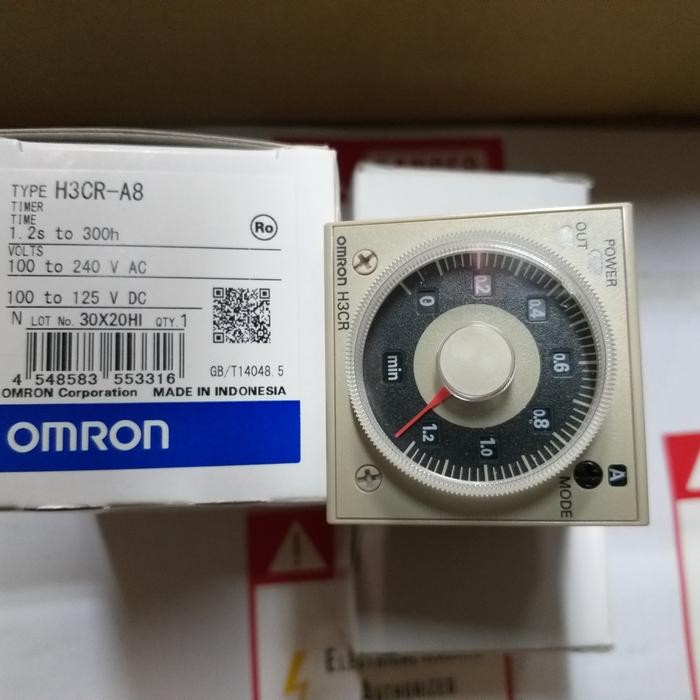 TYPE H3CR-A8
TIMER
TIME
1.2s to 300h
Ro
VOLTS
100 to 240 V AC
100 to 125 V DC
N LOT No. 30X20HI QTY.1
4 548583 553316
GB/T14048.5
OMRON Corporation MADE IN INDONESIA
OMRON
OMRON H3CR
OUT
POWER
0
0.2
0.4
0.6
0.8
1.0
1.2
min
A
MODE
AUTHORIZED